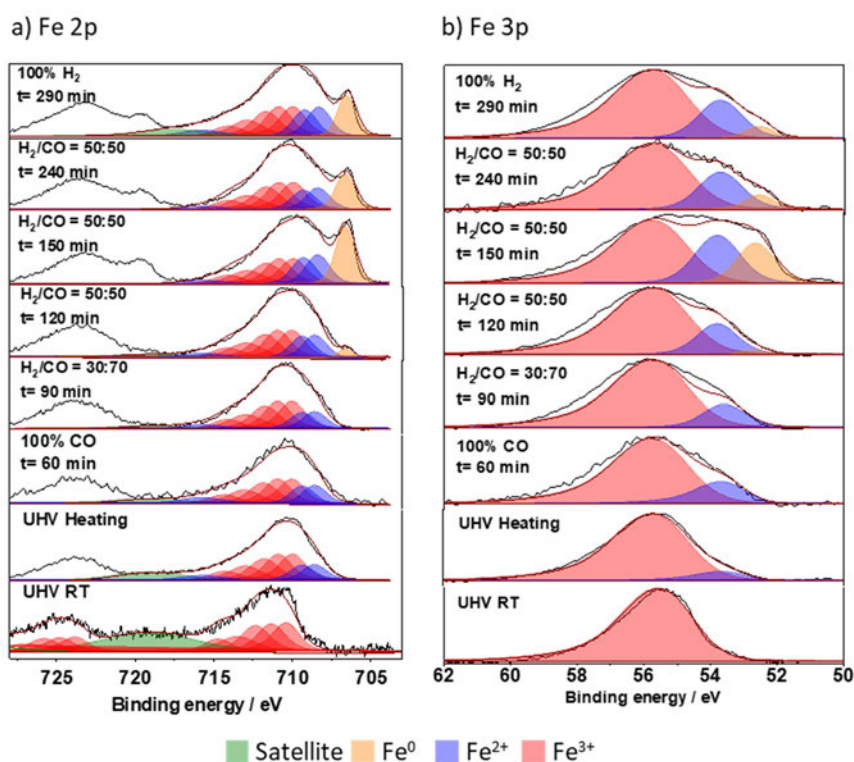 a) Fe 2p
100% H₂
t= 290 min
H₂/CO = 50:50
t= 240 min
H₂/CO = 50:50
t= 150 min
H₂/CO = 50:50
t= 120 min
H₂/CO = 30:70
t= 90 min
100% CO
t= 60 min
UHV Heating
UHV RT
725 720 715 710 705
Binding energy / eV
b) Fe 3p
100% H₂
t= 290 min
H₂/CO = 50:50
t= 240 min
H₂/CO = 50:50
t= 150 min
H₂/CO = 50:50
t= 120 min
H₂/CO = 30:70
t= 90 min
100% CO
t= 60 min
UHV Heating
UHV RT
62 60 58 56 54 52 50
Binding energy / eV
Satellite Fe⁰ Fe²⁺ Fe³⁺